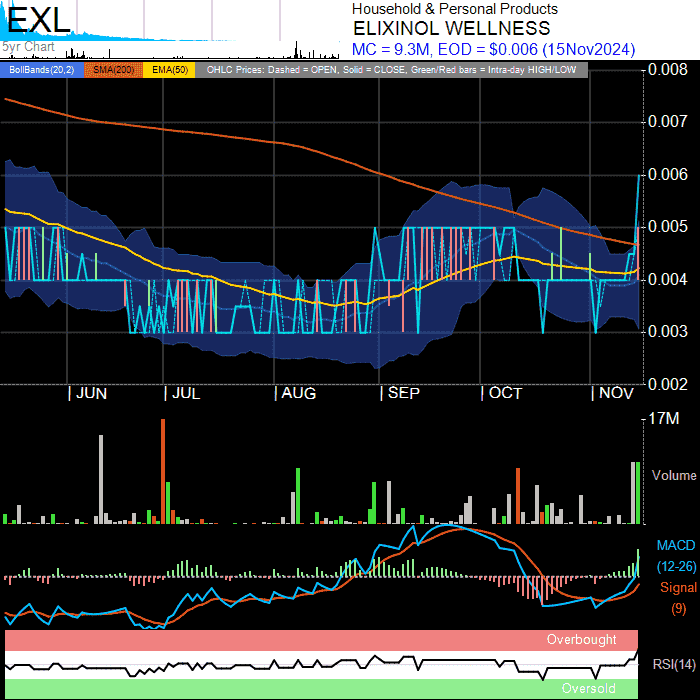 EXL
5yr Chart
Household & Personal Products
ELIXINOL WELLNESS
MC = 9.3M, EOD = $0.006 (15Nov2024)
BollBands(20,2) SMA(200) EMA(50) OHLC Prices: Dashed = OPEN, Solid = CLOSE, Green/Red bars = Intra-day HIGH/LOW
0.008
0.007
0.006
0.005
0.004
0.003
0.002
JUN JUL AUG SEP OCT NOV
17M
Volume
MACD
(12-26)
Signal
(9)
Overbought
RSI(14)
Oversold